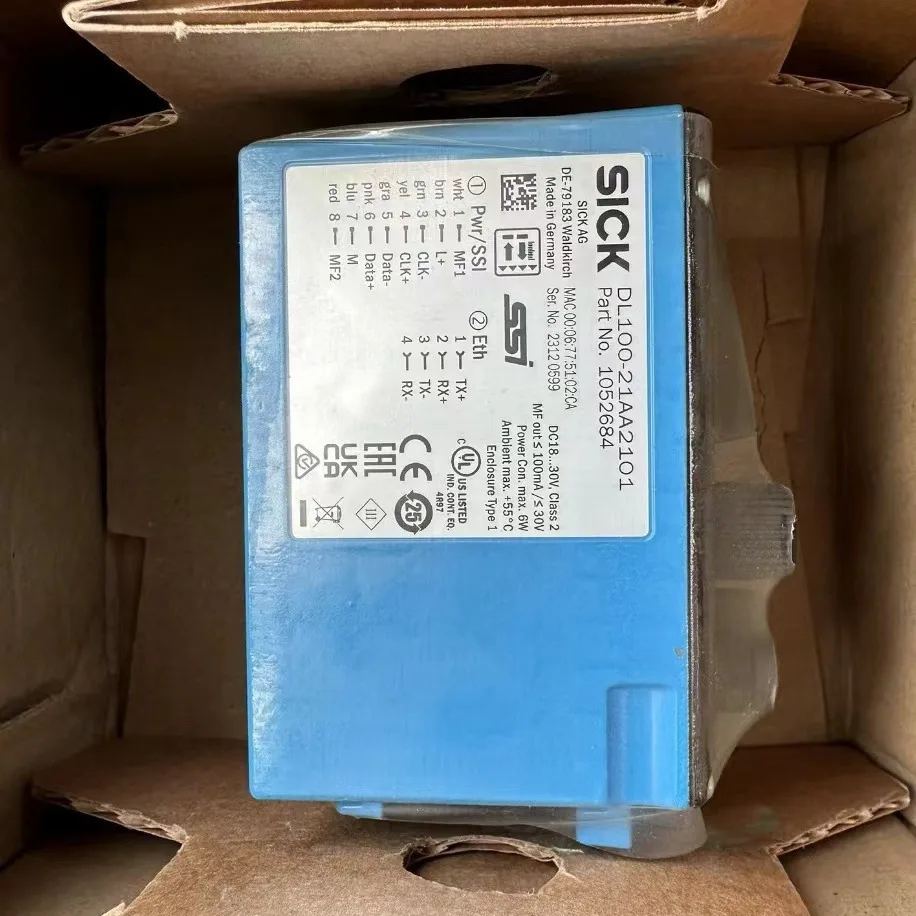 SICK DL100-21AA2101
Part No. 1052684
SICK AG
DE-79183 Waldkirch
Made in Germany
MAC 00:06:77:51:02:CA
Ser. No. 2312 0599
DC18...30V, Class 2
MF out ≤ 100mA / ≤ 30V
Power Con. max. 6W
Ambient max. +55°C
Enclosure Type 1
SSI
① Pwr/SSI
wht 1 MF1
brn 2 L+
grn 3 CLK-
yel 4 CLK+
gra 5 Data-
pnk 6 Data+
blu 7 M
red 8 MF2
② Eth
1 TX+
2 RX+
3 TX-
4 RX-
c UL US LISTED
IND. CONT. EQ.
4R97
CE
25
EAC
III
UK
CA